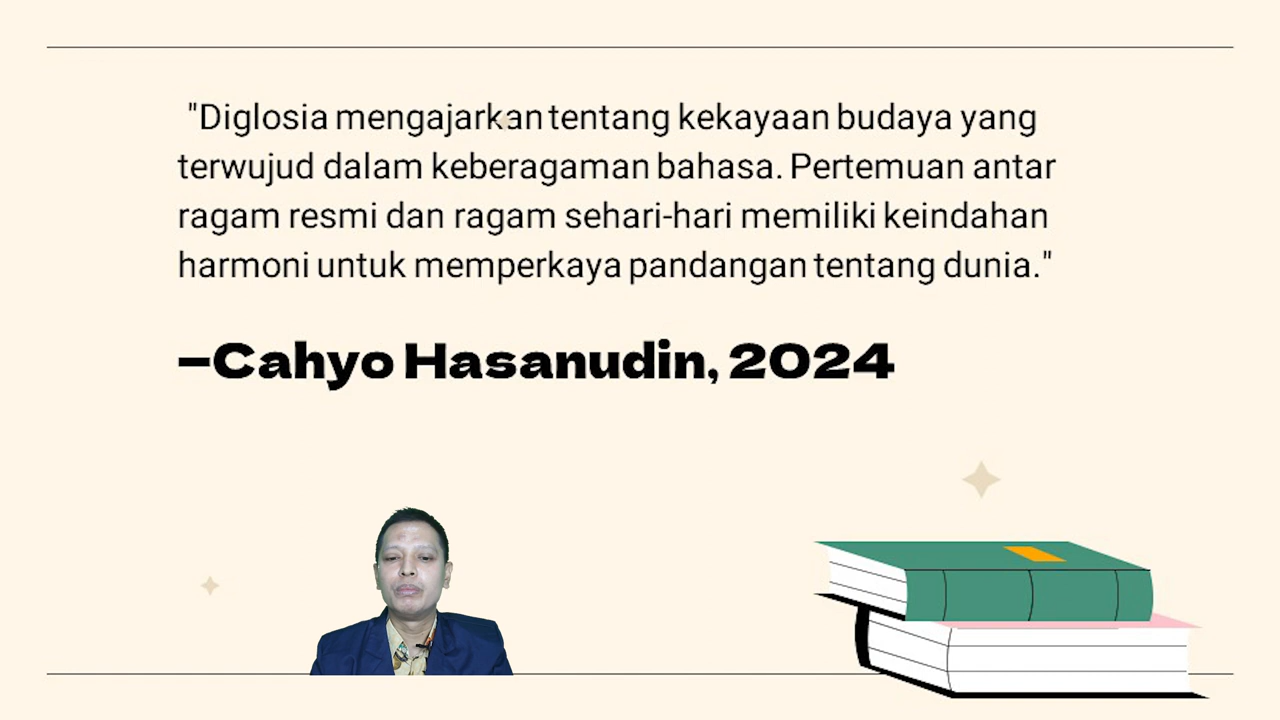 "Diglosia mengajarkan tentang kekayaan budaya yang
terwujud dalam keberagaman bahasa. Pertemuan antar
ragam resmi dan ragam sehari-hari memiliki keindahan
harmoni untuk memperkaya pandangan tentang dunia."
—Cahyo Hasanudin, 2024